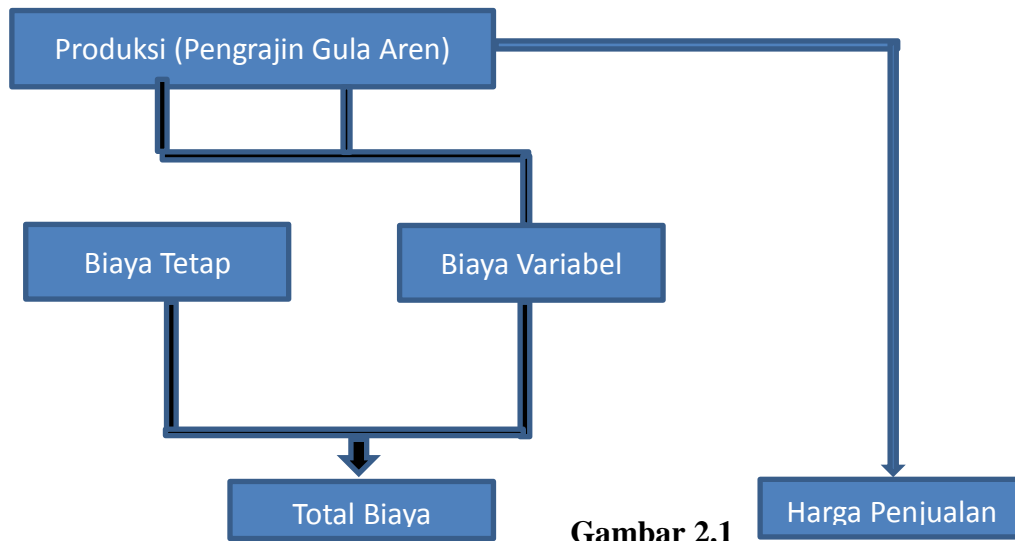 Produksi (Pengrajin Gula Aren)
Biaya Tetap
Biaya Variabel
Total Biaya
Gambar 2.1
Harga Penjualan